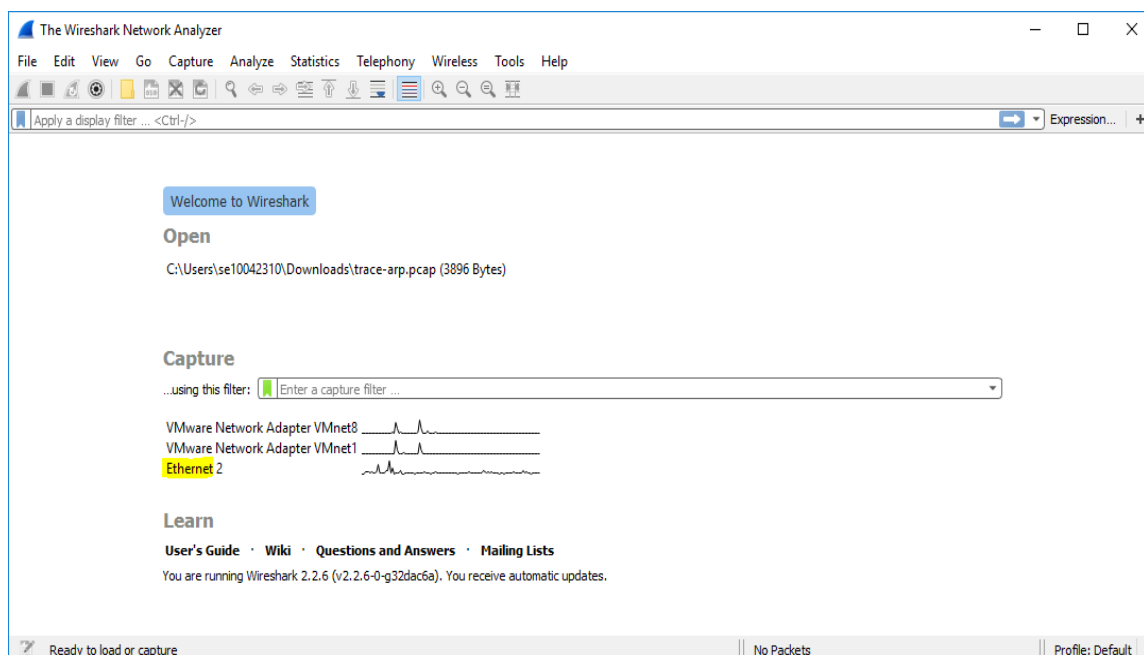 The Wireshark Network Analyzer
File Edit View Go Capture Analyze Statistics Telephony Wireless Tools Help
Apply a display filter ... <Ctrl-/> Expression... +
Welcome to Wireshark
Open
C:\Users\se10042310\Downloads\trace-arp.pcap (3896 Bytes)
Capture
...using this filter: Enter a capture filter ...
VMware Network Adapter VMnet8
VMware Network Adapter VMnet1
Ethernet 2
Learn
User's Guide · Wiki · Questions and Answers · Mailing Lists
You are running Wireshark 2.2.6 (v2.2.6-0-g32dac6a). You receive automatic updates.
Ready to load or capture No Packets Profile: Default